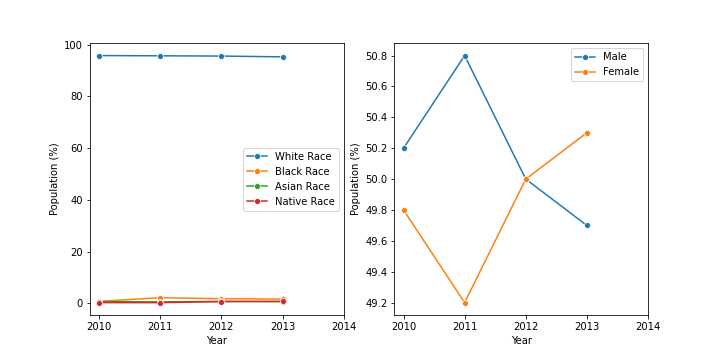 100
80
60
40
20
0
Population (%)
2010 2011 2012 2013 2014
Year
White Race
Black Race
Asian Race
Native Race
50.8
50.6
50.4
50.2
50.0
49.8
49.6
49.4
49.2
Population (%)
2010 2011 2012 2013 2014
Year
Male
Female